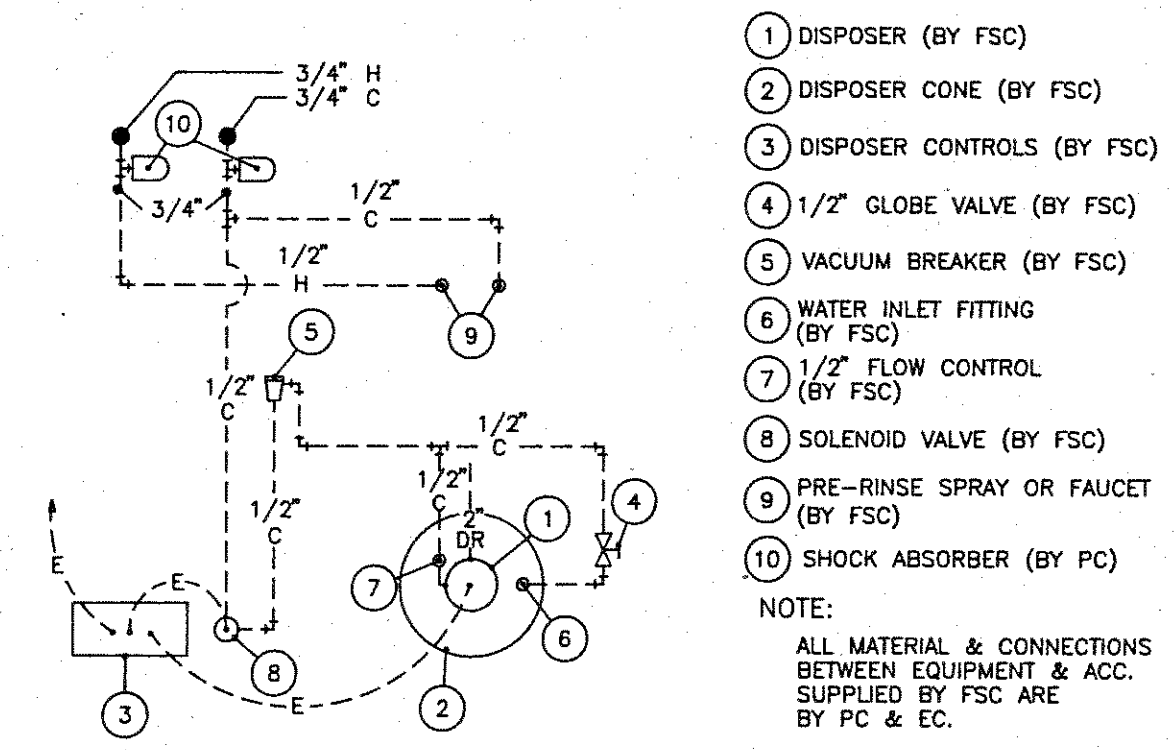 3/4" H
3/4" C
10
3/4"
1/2"
C
1/2"
H
9
5
1/2"
C
1/2"
C
1/2"
C
1/2"
C
2"
DR
1
4
7
6
E
E
E
8
3
2
1 DISPOSER (BY FSC)
2 DISPOSER CONE (BY FSC)
3 DISPOSER CONTROLS (BY FSC)
4 1/2" GLOBE VALVE (BY FSC)
5 VACUUM BREAKER (BY FSC)
6 WATER INLET FITTING
(BY FSC)
7 1/2" FLOW CONTROL
(BY FSC)
8 SOLENOID VALVE (BY FSC)
9 PRE-RINSE SPRAY OR FAUCET
(BY FSC)
10 SHOCK ABSORBER (BY PC)
NOTE:
ALL MATERIAL & CONNECTIONS
BETWEEN EQUIPMENT & ACC.
SUPPLIED BY FSC ARE
BY PC & EC.